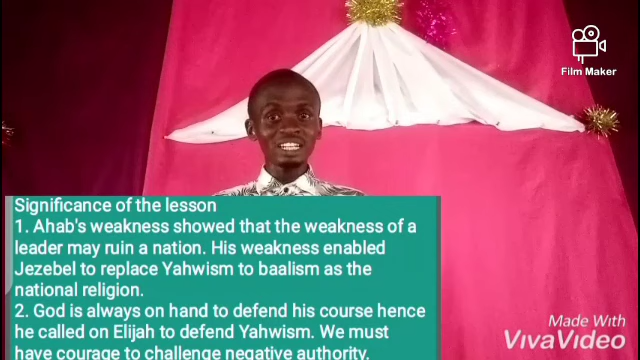 Film Maker
Significance of the lesson
1. Ahab's weakness showed that the weakness of a
leader may ruin a nation. His weakness enabled
Jezebel to replace Yahwism to baalism as the
national religion.
2. God is always on hand to defend his course hence
he called on Elijah to defend Yahwism. We must
have courage to challenge negative authority,
Made With
VivaVideo